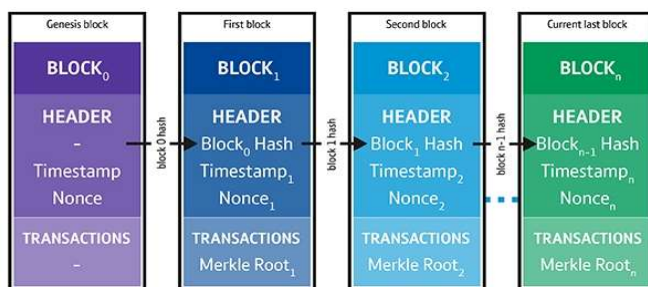 Genesis block
BLOCK₀
HEADER
-
Timestamp
Nonce
TRANSACTIONS
-
block 0 hash
First block
BLOCK₁
HEADER
Block₀ Hash
Timestamp₁
Nonce₁
TRANSACTIONS
Merkle Root₁
block 1 hash
Second block
BLOCK₂
HEADER
Block₁ Hash
Timestamp₂
Nonce₂
TRANSACTIONS
Merkle Root₂
block n-1 hash
Current last block
BLOCKₙ
HEADER
Blockₙ₋₁ Hash
Timestampₙ
Nonceₙ
TRANSACTIONS
Merkle Rootₙ